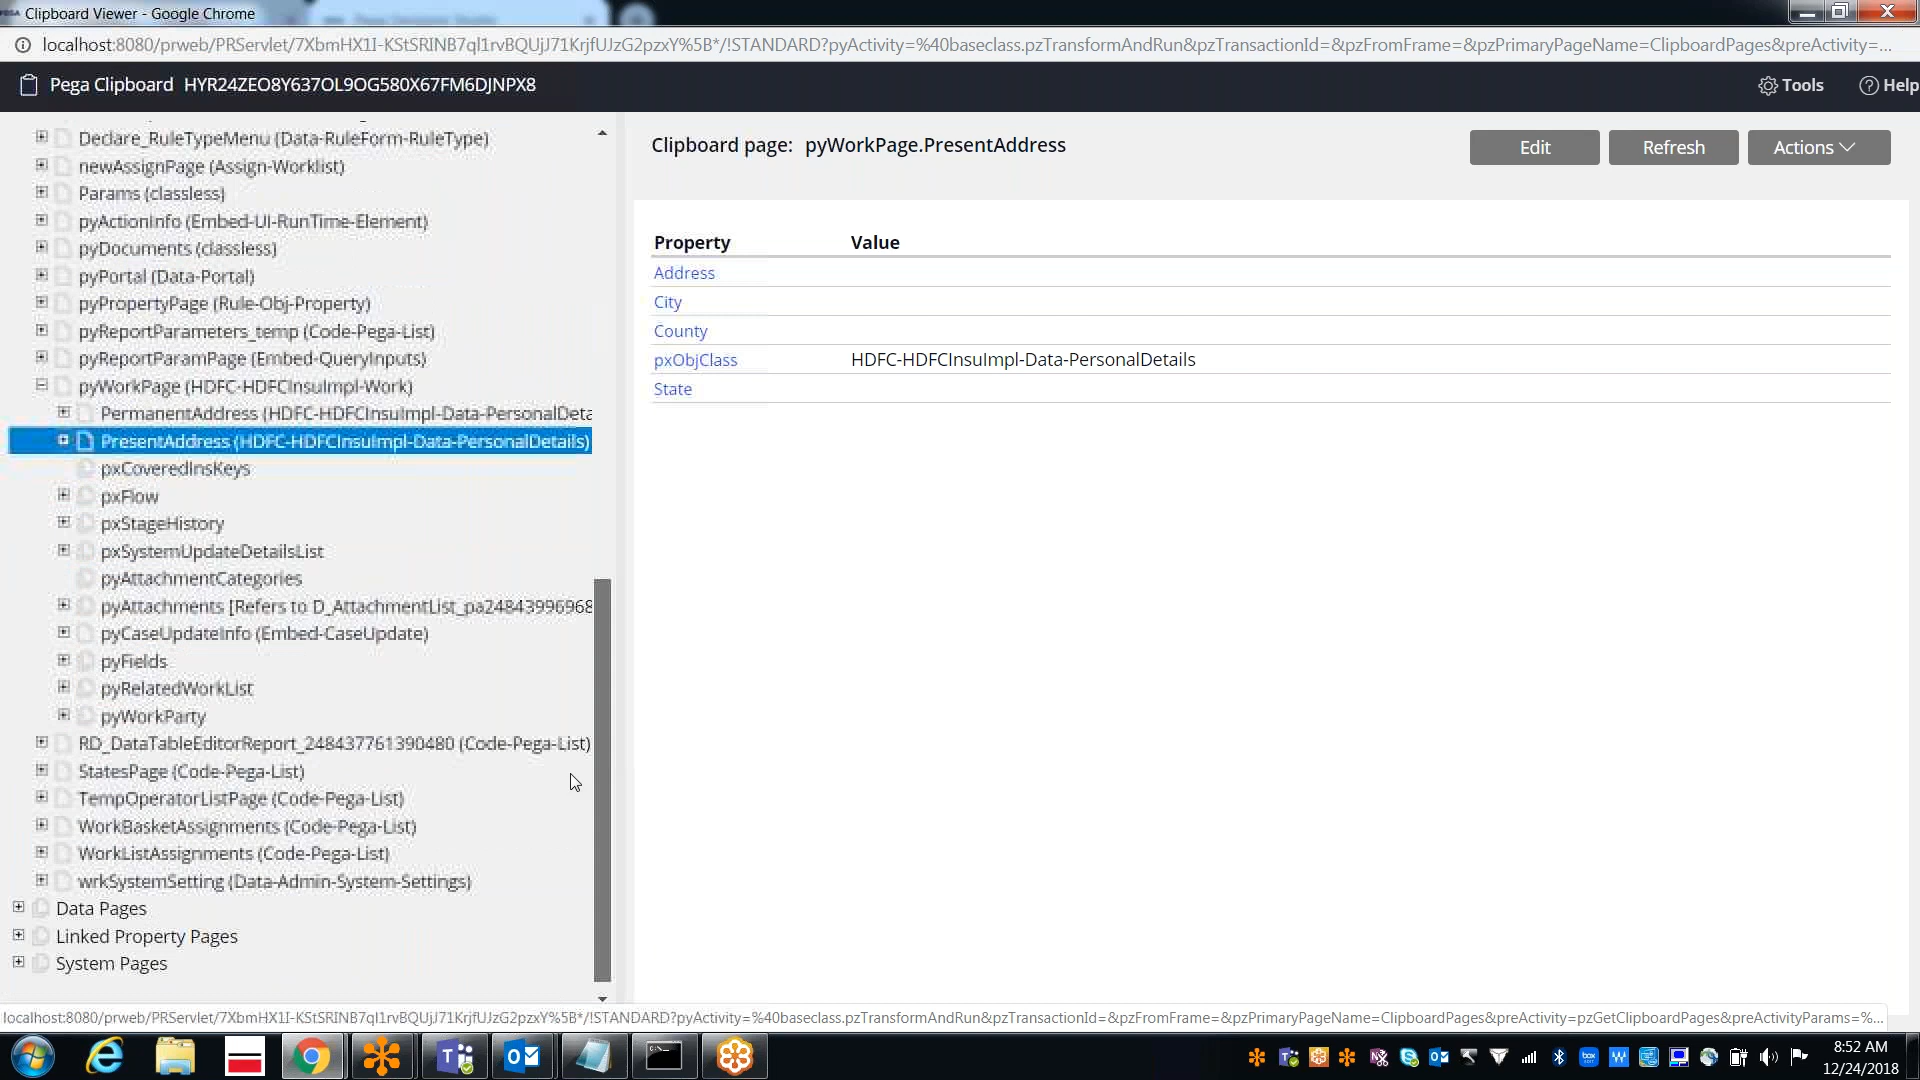 Clipboard Viewer - Google Chrome
localhost:8080/prweb/PRServlet/7XbmHX1I-KStSRINB7ql1rvBQUjJ71KrjfUJzG2pzxY%5B*/!STANDARD?pyActivity=%40baseclass.pzTransformAndRun&pzTransactionId=&pzFromFrame=&pzPrimaryPageName=ClipboardPages&preActivity=...
Pega Clipboard HYR24ZEO8Y637OL9OG580X67FM6DJNPX8
Tools
Help
Declare_RuleTypeMenu (Data-RuleForm-RuleType)
newAssignPage (Assign-Worklist)
Params (classless)
pyActionInfo (Embed-UI-RunTime-Element)
pyDocuments (classless)
pyPortal (Data-Portal)
pyPropertyPage (Rule-Obj-Property)
pyReportParameters_temp (Code-Pega-List)
pyReportParamPage (Embed-QueryInputs)
pyWorkPage (HDFC-HDFCInsuImpl-Work)
PermanentAddress (HDFC-HDFCInsuImpl-Data-PersonalDeta
PresentAddress (HDFC-HDFCInsuImpl-Data-PersonalDetails)
pxCoveredInsKeys
pxFlow
pxStageHistory
pxSystemUpdateDetailsList
pyAttachmentCategories
pyAttachments [Refers to D_AttachmentList_pa24843996968
pyCaseUpdateInfo (Embed-CaseUpdate)
pyFields
pyRelatedWorkList
pyWorkParty
RD_DataTableEditorReport_248437761390480 (Code-Pega-List)
StatesPage (Code-Pega-List)
TempOperatorListPage (Code-Pega-List)
WorkBasketAssignments (Code-Pega-List)
WorkListAssignments (Code-Pega-List)
wrkSystemSetting (Data-Admin-System-Settings)
Data Pages
Linked Property Pages
System Pages
Clipboard page: pyWorkPage.PresentAddress
Edit
Refresh
Actions
Property Value
Address
City
County
pxObjClass HDFC-HDFCInsuImpl-Data-PersonalDetails
State
localhost:8080/prweb/PRServlet/7XbmHX1I-KStSRINB7ql1rvBQUjJ71KrjfUJzG2pzxY%5B*/!STANDARD?pyActivity=%40baseclass.pzTransformAndRun&pzTransactionId=&pzFromFrame=&pzPrimaryPageName=ClipboardPages&preActivity=pzGetClipboardPages&preActivityParams=%...
8:52 AM
12/24/2018